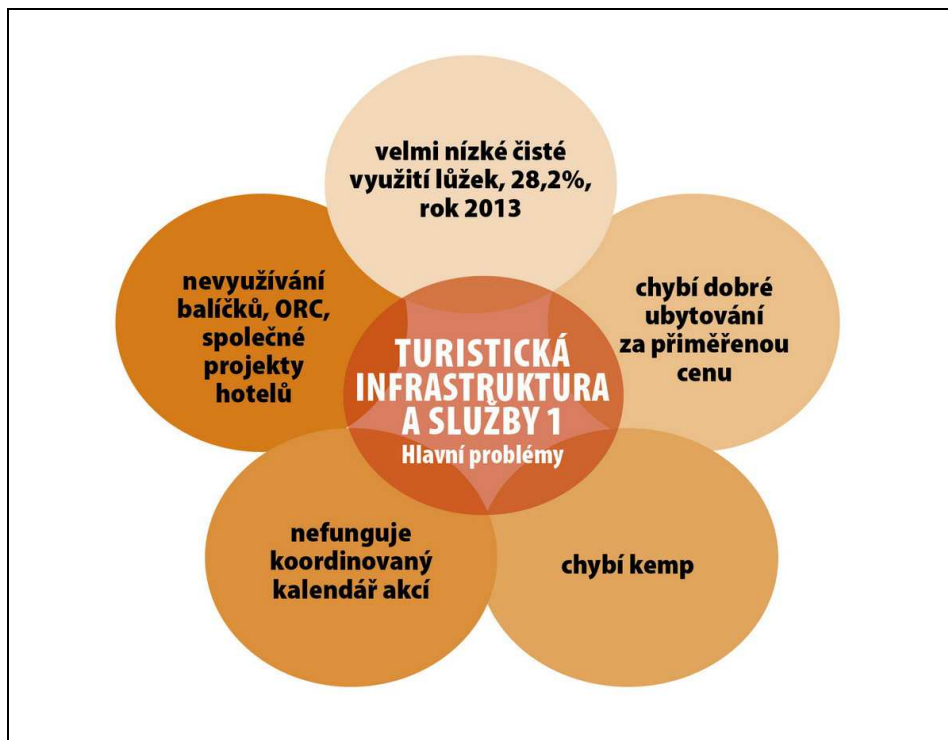 velmi nízké čisté
využití lůžek, 28,2%,
rok 2013
chybí dobré
ubytování
za přiměřenou
cenu
chybí kemp
nefunguje
koordinovaný
kalendář akcí
nevyužívání
balíčků, ORC,
společné
projekty
hotelů
TURISTICKÁ
INFRASTRUKTURA
A SLUŽBY 1
Hlavní problémy